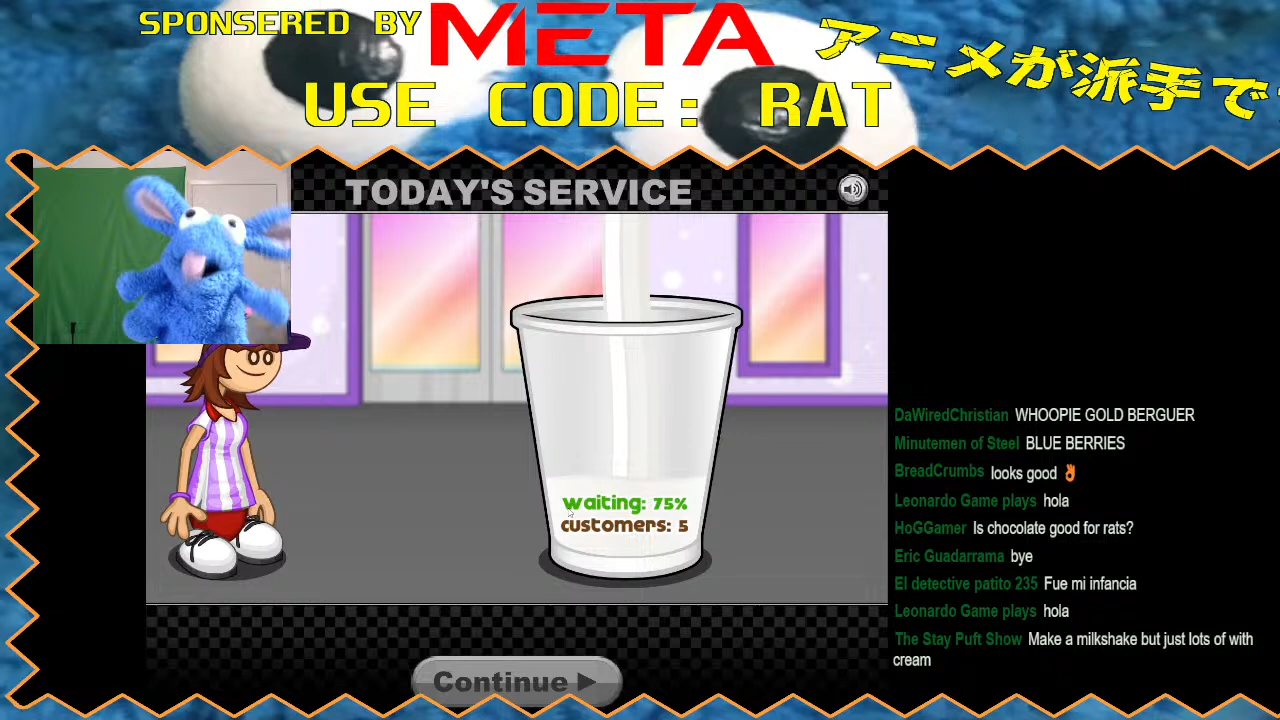 SPONSERED BY META
USE CODE: RAT
アニメが派手で
TODAY'S SERVICE
waiting: 75%
customers: 5
Continue
DaWiredChristian WHOOPIE GOLD BERGUER
Minutemen of Steel BLUE BERRIES
BreadCrumbs looks good 👌
Leonardo Game plays hola
HoGGamer Is chocolate good for rats?
Eric Guadarrama bye
El detective patito 235 Fue mi infancia
Leonardo Game plays hola
The Stay Puft Show Make a milkshake but just lots of with
cream